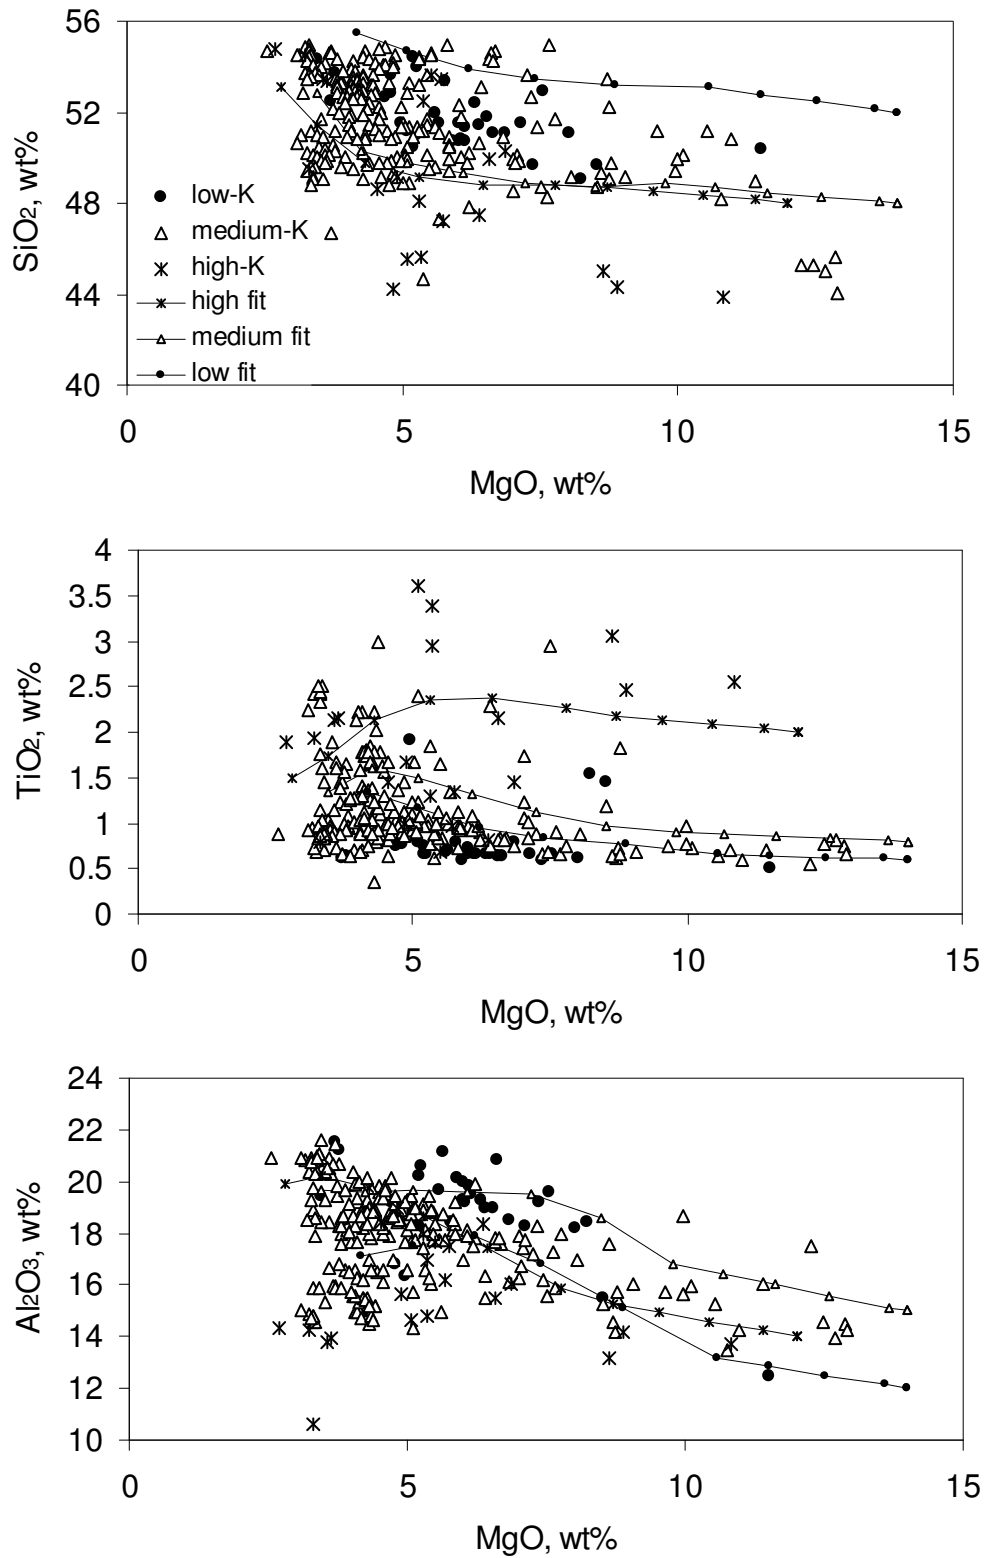 56
52
48
44
40
SiO2, wt%
low-K
medium-K
high-K
high fit
medium fit
low fit
0 5 10 15
MgO, wt%
4
3.5
3
2.5
2
1.5
1
0.5
0
TiO2, wt%
0 5 10 15
MgO, wt%
24
22
20
18
16
14
12
10
Al2O3, wt%
0 5 10 15
MgO, wt%